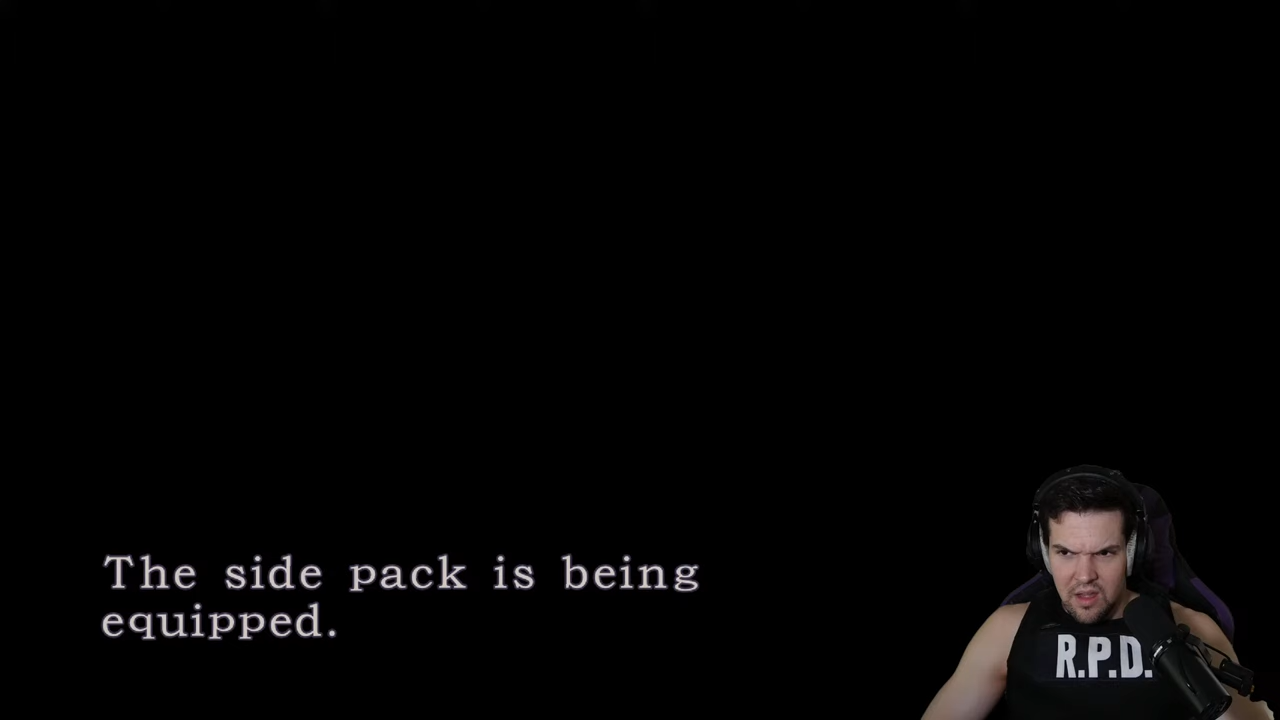 The side pack is being
equipped.
R.P.D.